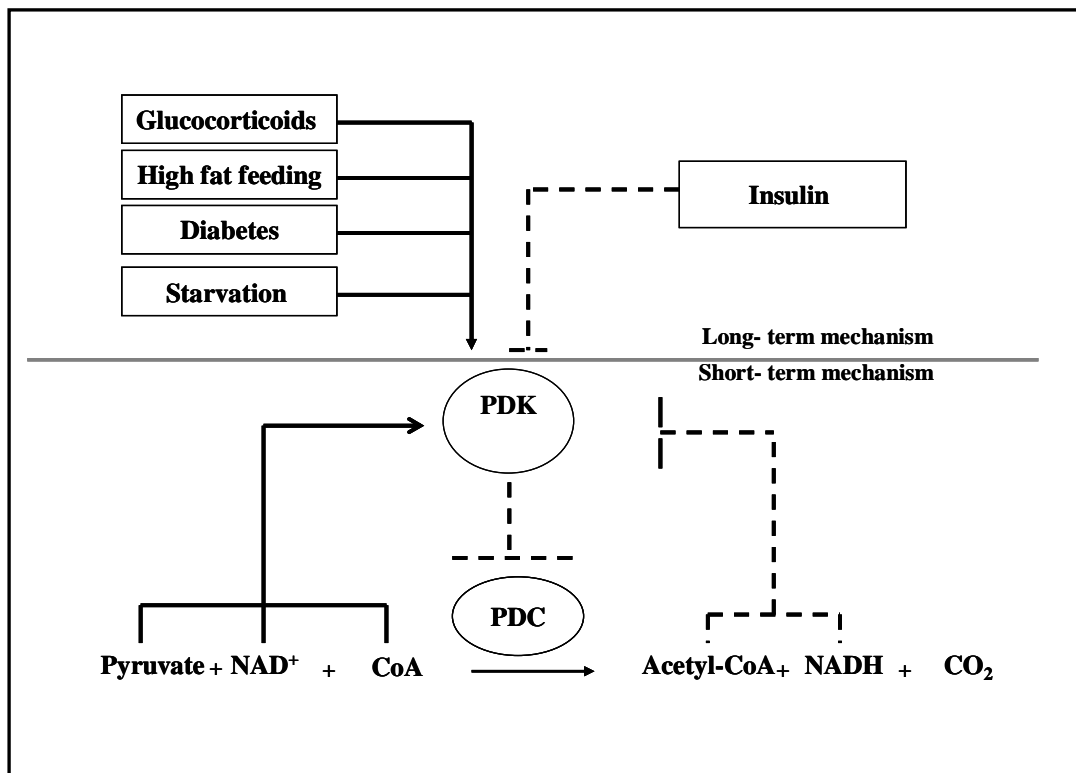 Glucocorticoids
High fat feeding
Insulin
Diabetes
Starvation
Long- term mechanism
Short- term mechanism
PDK
PDC
Pyruvate + NAD⁺ + CoA Acetyl-CoA + NADH + CO₂